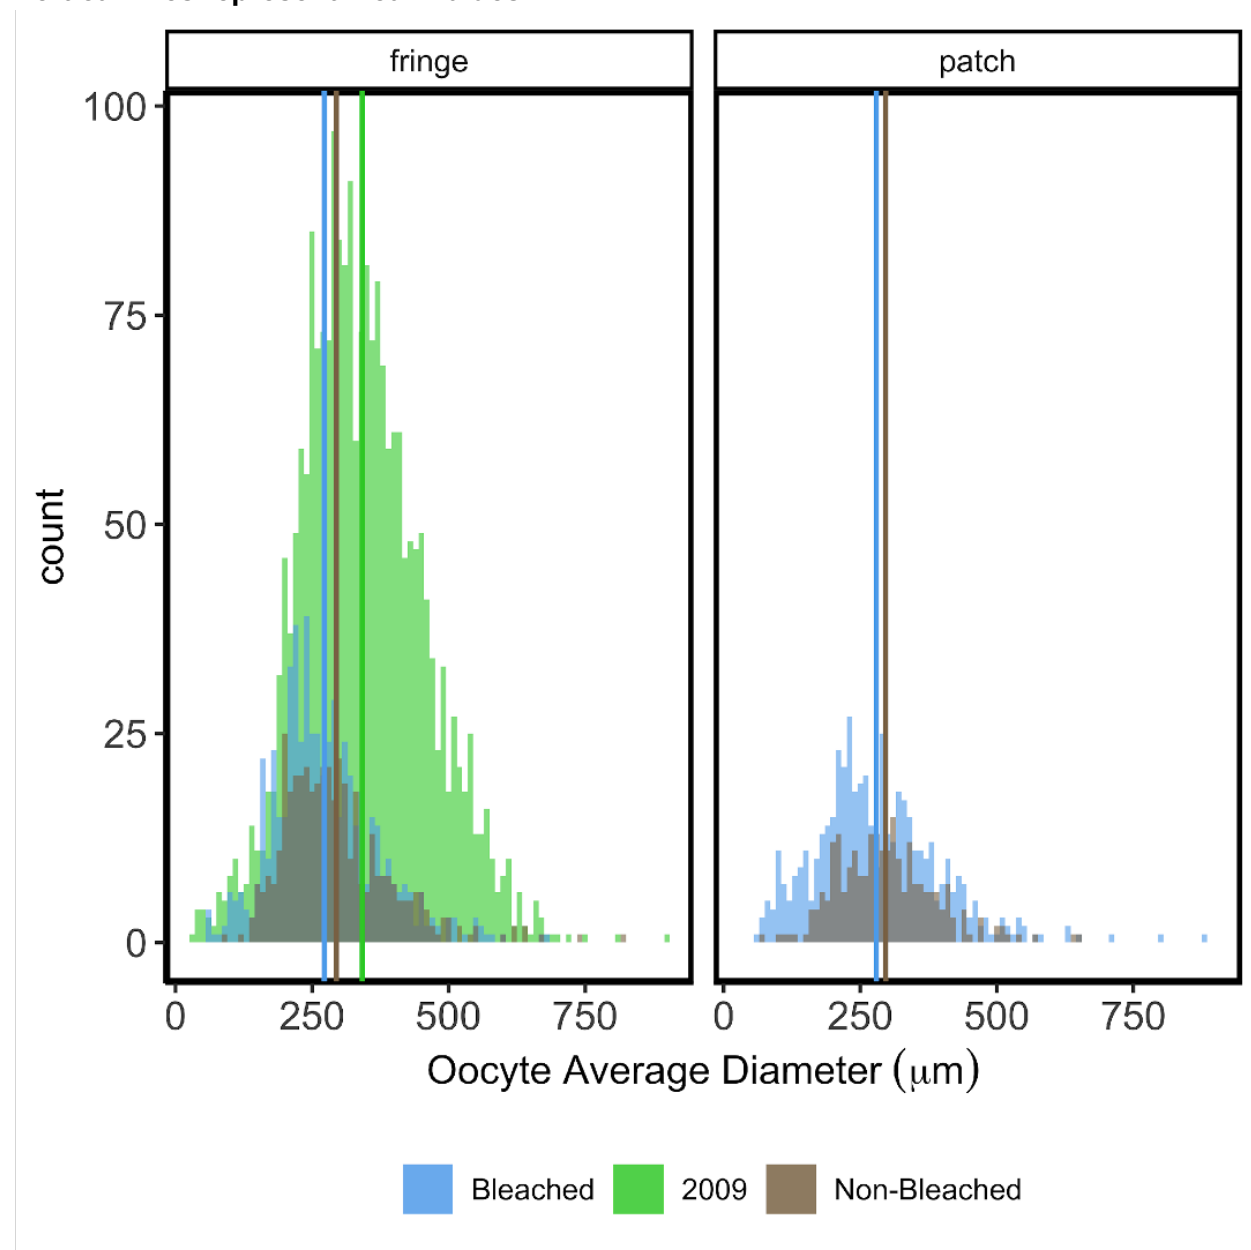 fringe patch
100
75
50
25
0
count
0 250 500 750 0 250 500 750
Oocyte Average Diameter (μm)
Bleached 2009 Non-Bleached